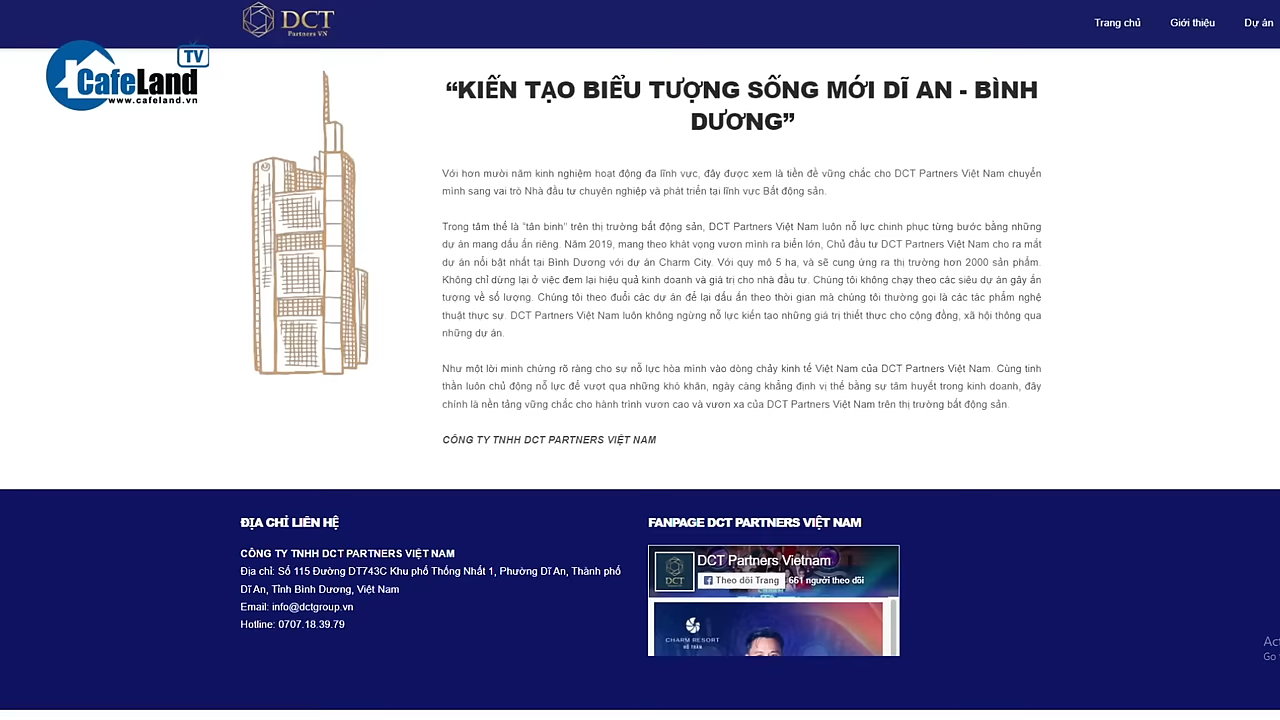 DCT
Partners VN
Trang chủ
Giới thiệu
Dự án
TV
CafeLand
www.cafeland.vn
“KIẾN TẠO BIỂU TƯỢNG SỐNG MỚI DĨ AN - BÌNH
DƯƠNG”
Với hơn mười năm kinh nghiệm hoạt động đa lĩnh vực, đây được xem là tiền đề vững chắc cho DCT Partners Việt Nam chuyển
mình sang vai trò Nhà đầu tư chuyên nghiệp và phát triển tại lĩnh vực Bất động sản.
Trong tâm thế là “tân binh” trên thị trường bất động sản, DCT Partners Việt Nam luôn nỗ lực chinh phục từng bước bằng những
dự án mang dấu ấn riêng. Năm 2019, mang theo khát vọng vươn mình ra biển lớn, Chủ đầu tư DCT Partners Việt Nam cho ra mắt
dự án nổi bật nhất tại Bình Dương với dự án Charm City. Với quy mô 5 ha, và sẽ cung ứng ra thị trường hơn 2000 sản phẩm.
Không chỉ dừng lại ở việc đem lại hiệu quả kinh doanh và giá trị cho nhà đầu tư. Chúng tôi không chạy theo các siêu dự án gây ấn
tượng về số lượng. Chúng tôi theo đuổi các dự án để lại dấu ấn theo thời gian mà chúng tôi thường gọi là các tác phẩm nghệ
thuật thực sự. DCT Partners Việt Nam luôn không ngừng nỗ lực kiến tạo những giá trị thiết thực cho cộng đồng, xã hội thông qua
những dự án.
Như một lời minh chứng rõ ràng cho sự nỗ lực hòa mình vào dòng chảy kinh tế Việt Nam của DCT Partners Việt Nam. Cùng tinh
thần luôn chủ động nỗ lực để vượt qua những khó khăn, ngày càng khẳng định vị thế bằng sự tâm huyết trong kinh doanh, đây
chính là nền tảng vững chắc cho hành trình vươn cao và vươn xa của DCT Partners Việt Nam trên thị trường bất động sản.
CÔNG TY TNHH DCT PARTNERS VIỆT NAM
ĐỊA CHỈ LIÊN HỆ
CÔNG TY TNHH DCT PARTNERS VIỆT NAM
Địa chỉ: Số 115 Đường DT743C Khu phố Thống Nhất 1, Phường Dĩ An, Thành phố
Dĩ An, Tỉnh Bình Dương, Việt Nam
Email: info@dctgroup.vn
Hotline: 0707.18.39.79
FANPAGE DCT PARTNERS VIỆT NAM
DCT
DCT Partners Vietnam
Theo dõi Trang
661 người theo dõi
CHARM RESORT
HỒ TRÀM